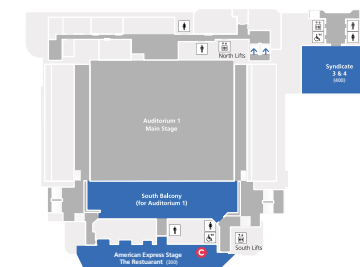 North Lifts
Syndicate
3 & 4
(400)
Auditorium 1
Main Stage
South Balcony
(for Auditorium 1)
South Lifts
C
American Express Stage
The Restuarant (300)